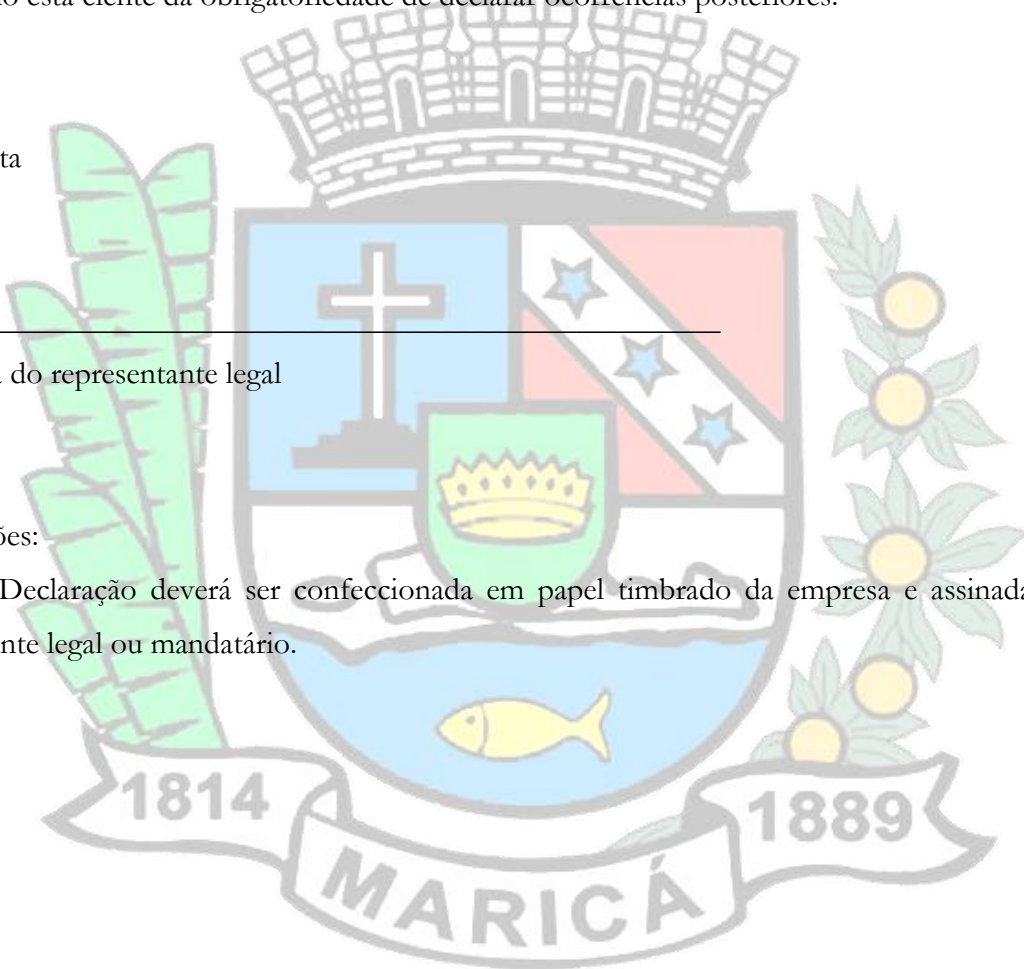 está ciente da obrigatoriedade de declarar ocorrências posteriores.
ta
do representante legal
ões:
Declaração deverá ser confeccionada em papel timbrado da empresa e assinada
nte legal ou mandatário.
1814
1889
MARICÁ